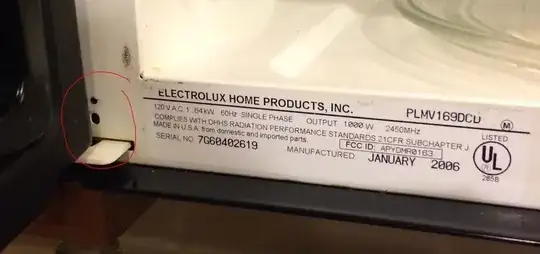 ELECTROLUX HOME PRODUCTS, INC. PLMV169DCD M
120 V.A.C. 1.64kW 60Hz SINGLE PHASE OUTPUT 1000 W 2450MHz
COMPLIES WITH DHHS RADIATION PERFORMANCE STANDARDS 21CFR SUBCHAPTER J
MADE IN U.S.A. from domestic and imported parts. FCC ID: APYDMR0163
SERIAL NO. 7G60402619
MANUFACTURED JANUARY 2006
LISTED
UL
285B